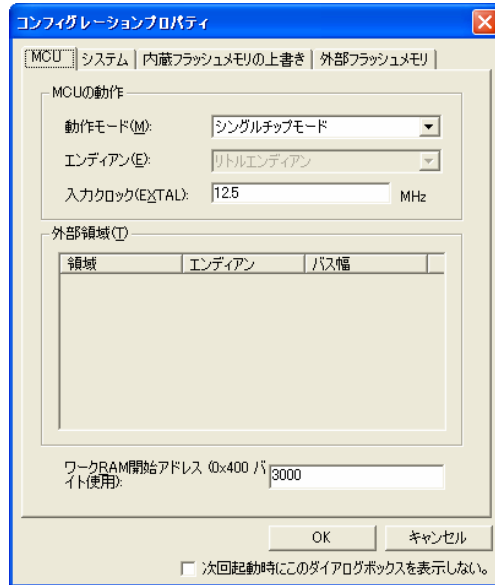 コンフィグレーションプロパティ
MCU システム 内蔵フラッシュメモリの上書き 外部フラッシュメモリ
MCUの動作
動作モード(M): シングルチップモード
エンディアン(E): リトルエンディアン
入力クロック(EXTAL): 12.5 MHz
外部領域(T)
領域 エンディアン バス幅
ワークRAM開始アドレス (0x400 バ
イト使用): 3000
OK キャンセル
次回起動時にこのダイアログボックスを表示しない。